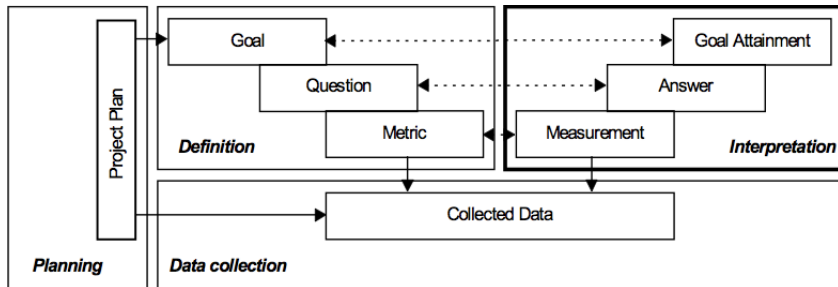 Goal
Goal Attainment
Question
Answer
Project Plan
Metric
Measurement
Definition
Interpretation
Collected Data
Planning
Data collection